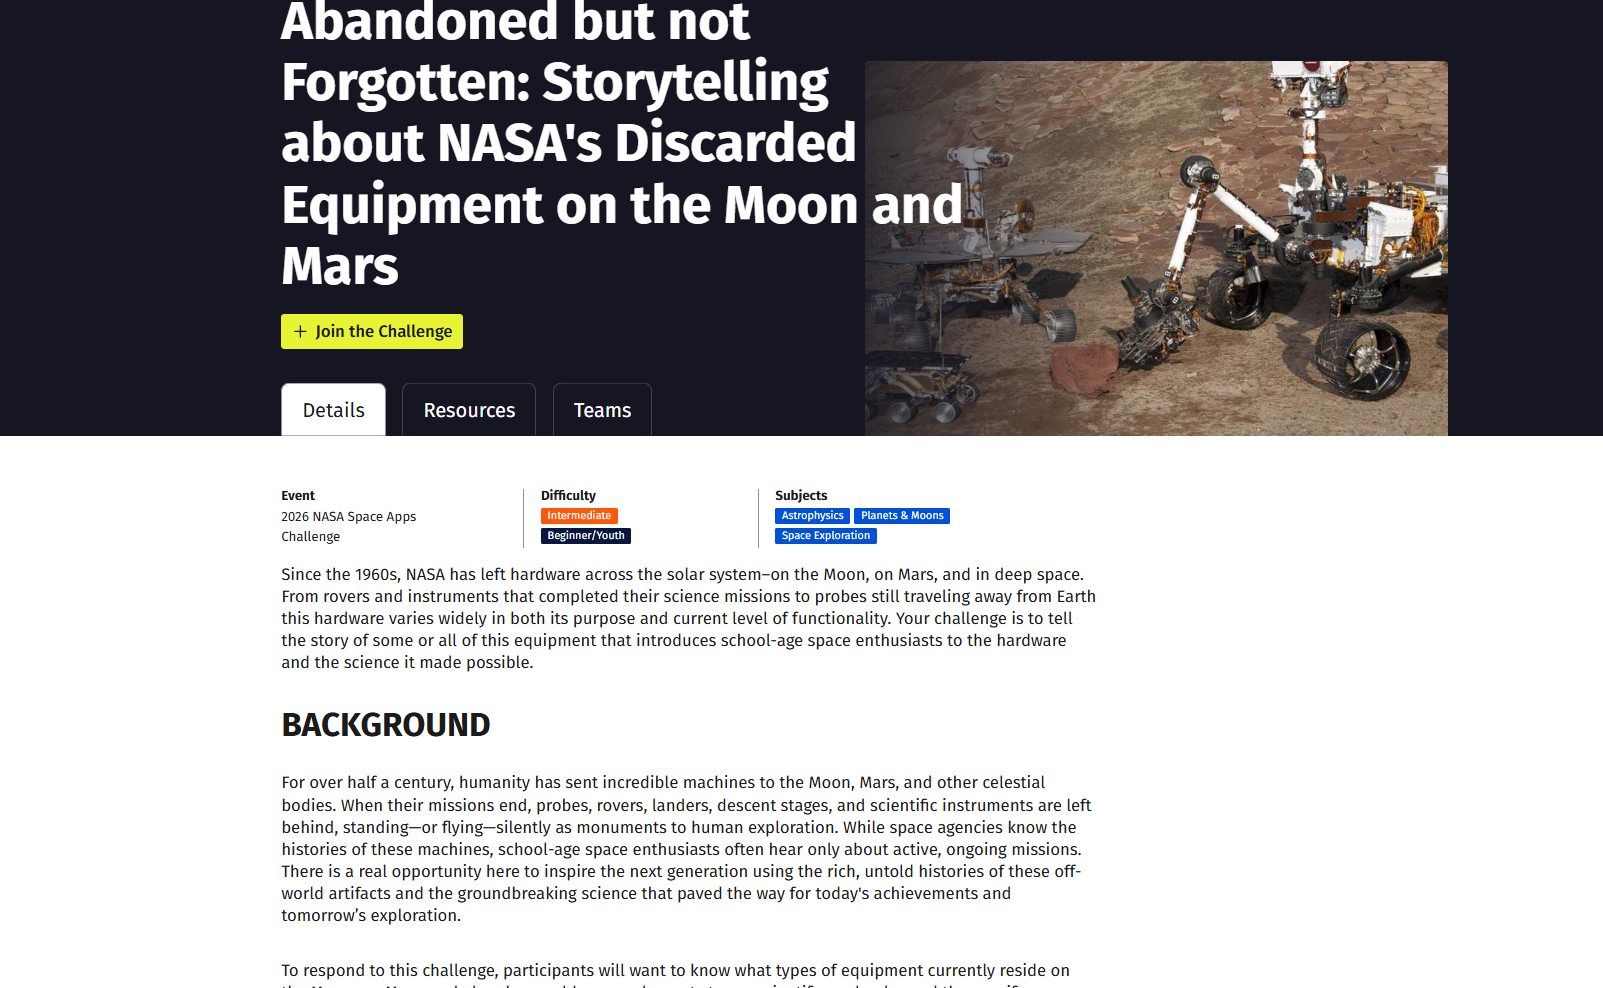 Abandoned but not
Forgotten: Storytelling
about NASA's Discarded
Equipment on the Moon and
Mars
+ Join the Challenge
Details
Resources
Teams
Event
2026 NASA Space Apps
Challenge
Difficulty
Intermediate
Beginner/Youth
Subjects
Astrophysics
Planets & Moons
Space Exploration
Since the 1960s, NASA has left hardware across the solar system–on the Moon, on Mars, and in deep space.
From rovers and instruments that completed their science missions to probes still traveling away from Earth
this hardware varies widely in both its purpose and current level of functionality. Your challenge is to tell
the story of some or all of this equipment that introduces school-age space enthusiasts to the hardware
and the science it made possible.
BACKGROUND
For over half a century, humanity has sent incredible machines to the Moon, Mars, and other celestial
bodies. When their missions end, probes, rovers, landers, descent stages, and scientific instruments are left
behind, standing—or flying—silently as monuments to human exploration. While space agencies know the
histories of these machines, school-age space enthusiasts often hear only about active, ongoing missions.
There is a real opportunity here to inspire the next generation using the rich, untold histories of these off-
world artifacts and the groundbreaking science that paved the way for today's achievements and
tomorrow’s exploration.
To respond to this challenge, participants will want to know what types of equipment currently reside on